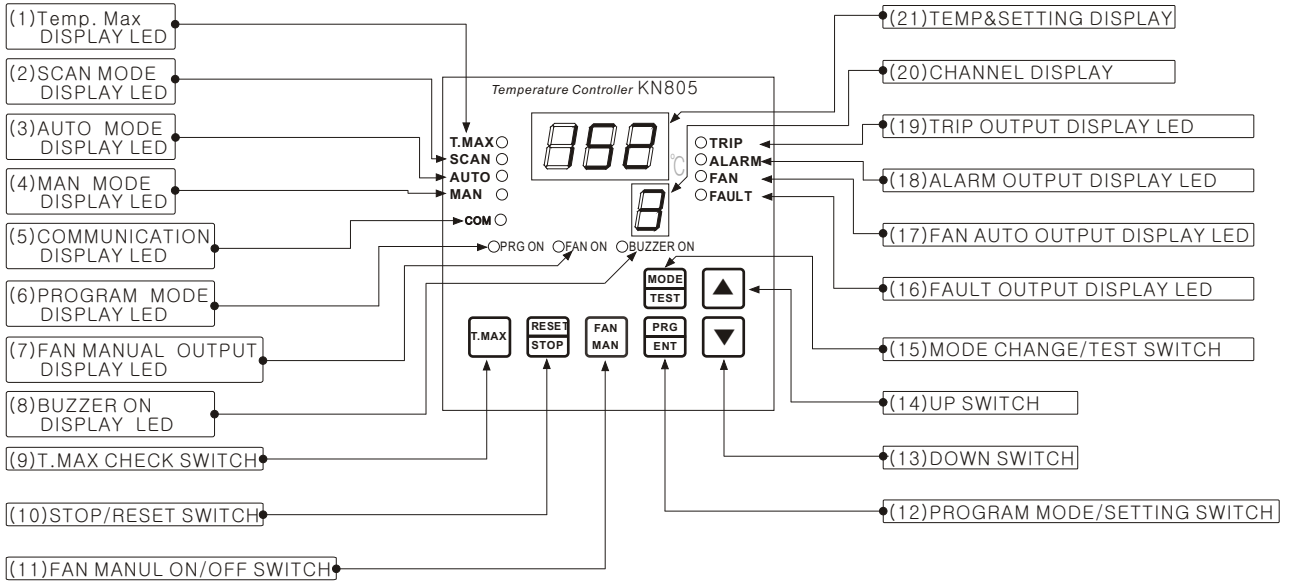 (1)Temp. Max
DISPLAY LED
(2)SCAN MODE
DISPLAY LED
(3)AUTO MODE
DISPLAY LED
(4)MAN MODE
DISPLAY LED
(5)COMMUNICATION
DISPLAY LED
(6)PROGRAM MODE
DISPLAY LED
(7)FAN MANUAL OUTPUT
DISPLAY LED
(8)BUZZER ON
DISPLAY LED
(9)T.MAX CHECK SWITCH
(10)STOP/RESET SWITCH
(11)FAN MANUL ON/OFF SWITCH
Temperature Controller KN805
152
℃
3
T.MAX
SCAN
AUTO
MAN
COM
TRIP
ALARM
FAN
FAULT
PRG ON FAN ON BUZZER ON
MODE
TEST
▲
T.MAX
RESET
STOP
FAN
MAN
PRG
ENT
▼
(21)TEMP&SETTING DISPLAY
(20)CHANNEL DISPLAY
(19)TRIP OUTPUT DISPLAY LED
(18)ALARM OUTPUT DISPLAY LED
(17)FAN AUTO OUTPUT DISPLAY LED
(16)FAULT OUTPUT DISPLAY LED
(15)MODE CHANGE/TEST SWITCH
(14)UP SWITCH
(13)DOWN SWITCH
(12)PROGRAM MODE/SETTING SWITCH